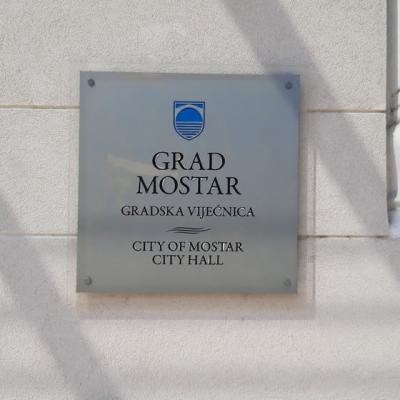 GRAD
MOSTAR
GRADSKA VIJEĆNICA
CITY OF MOSTAR
CITY HALL